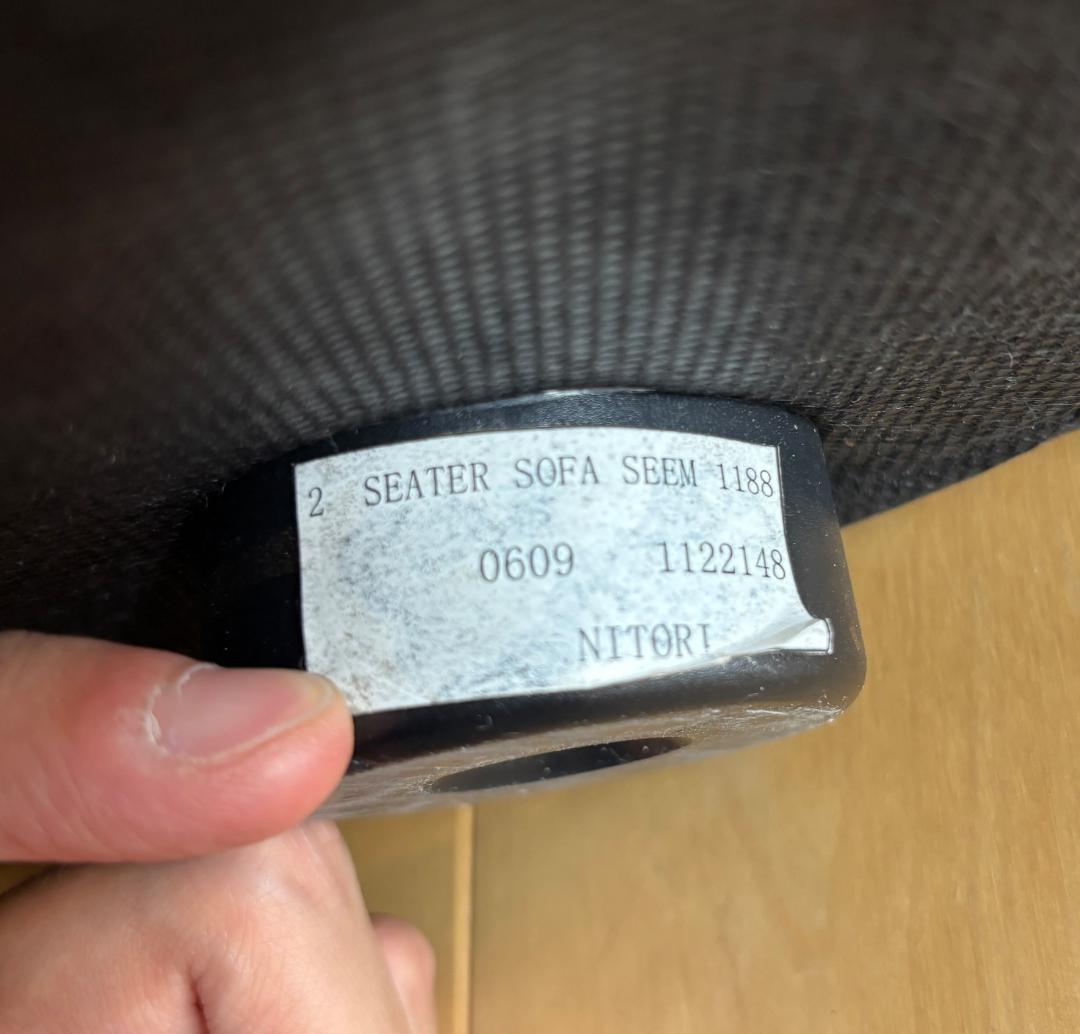 2 SEATER SOFA SEEM 1188
0609 1122148
NITORI